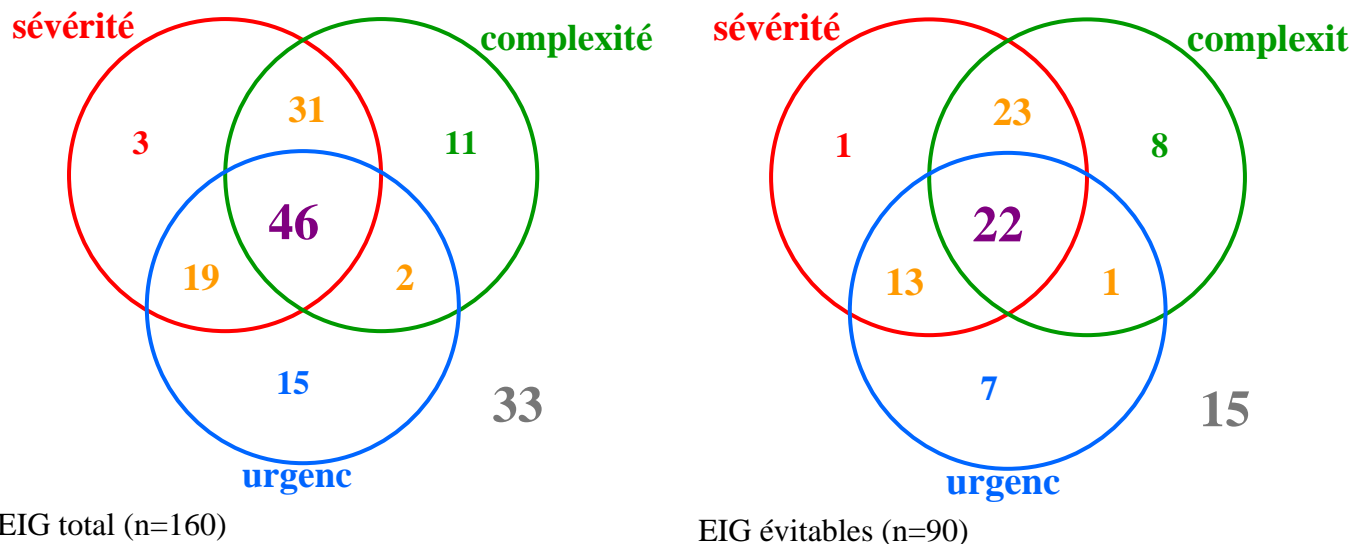 sévérité
complexité
31
3
11
46
19
2
15
33
urgenc
EIG total (n=160)
sévérité
complexit
23
1
8
22
13
1
7
15
urgenc
EIG évitables (n=90)